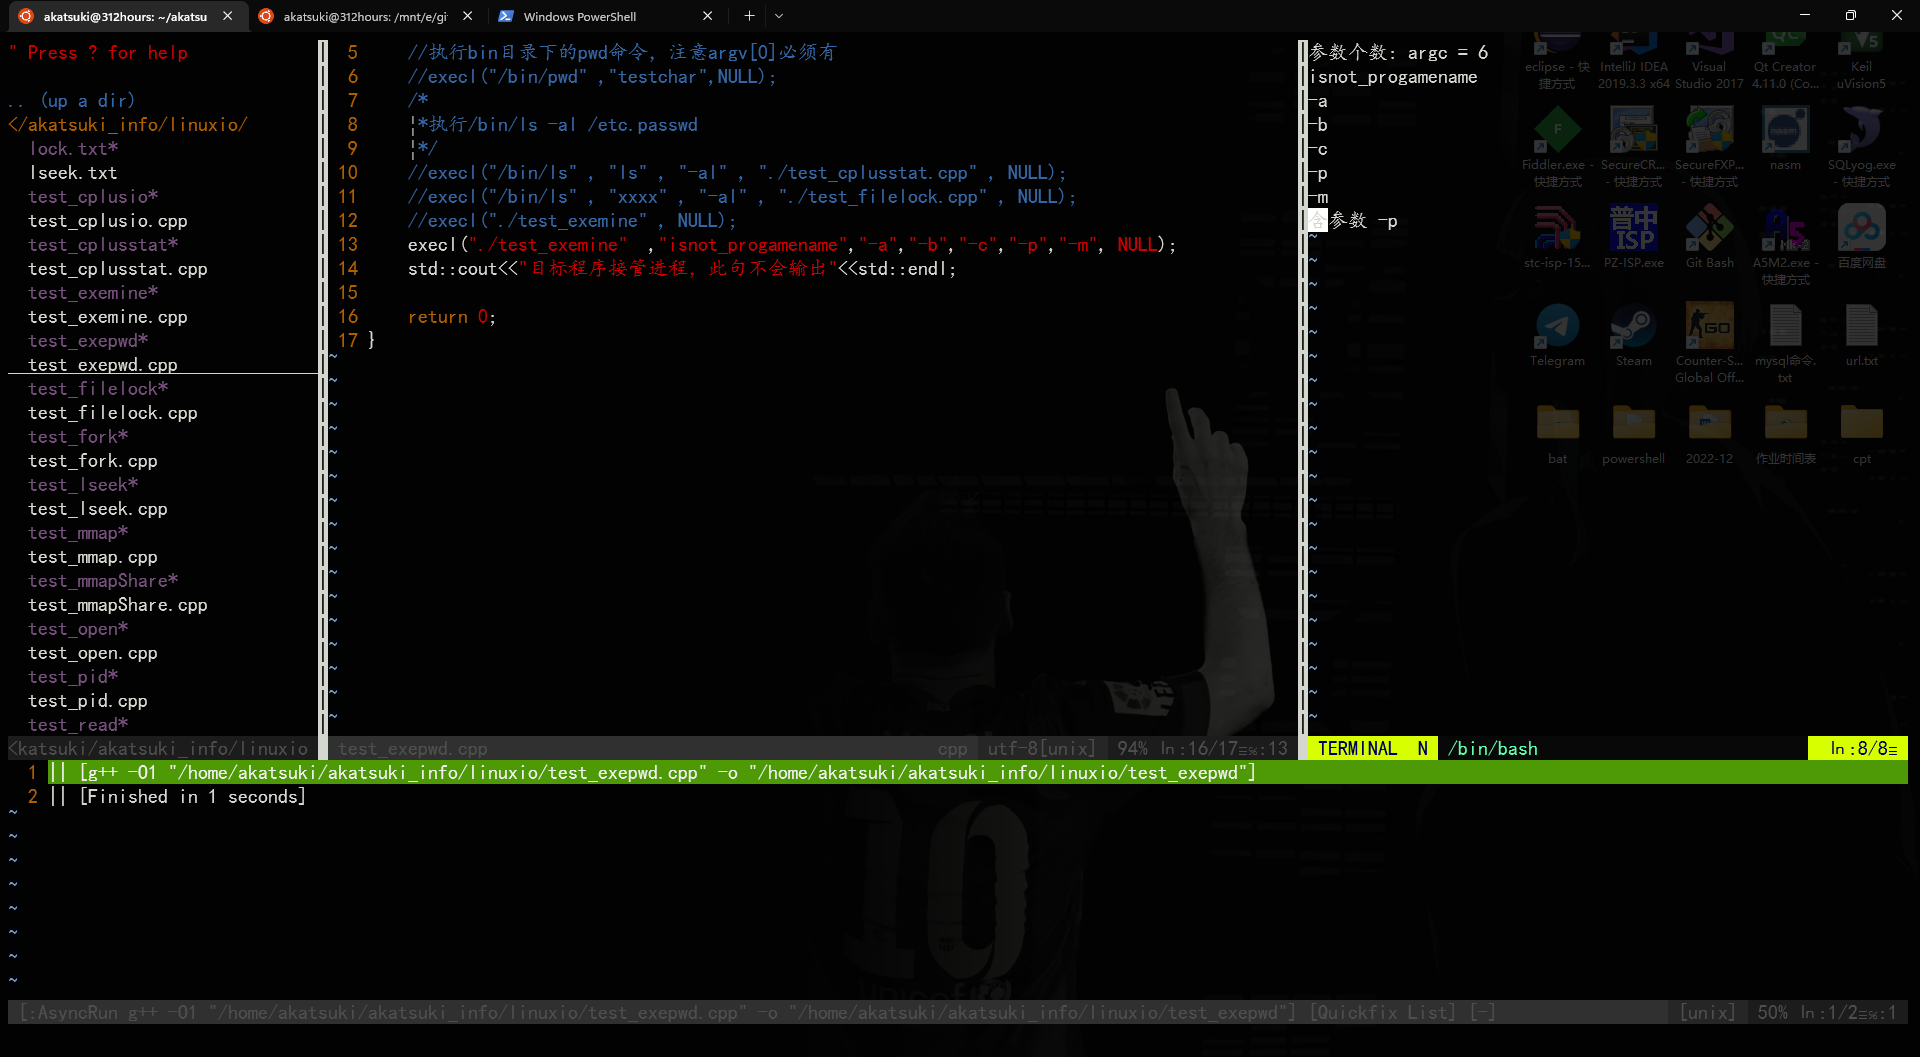 akatsuki@312hours: ~/akatsu
akatsuki@312hours: /mnt/e/gi
Windows PowerShell
" Press ? for help
.. (up a dir)
</akatsuki_info/linuxio/
lock.txt*
lseek.txt
test_cplusio*
test_cplusio.cpp
test_cplusstat*
test_cplusstat.cpp
test_exemine*
test_exemine.cpp
test_exepwd*
test_exepwd.cpp
test_filelock*
test_filelock.cpp
test_fork*
test_fork.cpp
test_lseek*
test_lseek.cpp
test_mmap*
test_mmap.cpp
test_mmapShare*
test_mmapShare.cpp
test_open*
test_open.cpp
test_pid*
test_pid.cpp
test_read*
<katsuki/akatsuki_info/linuxio
5 //执行bin目录下的pwd命令, 注意argv[0]必须有
6 //execl("/bin/pwd" ,"testchar",NULL);
7 /*
8 ¦*执行/bin/ls -al /etc.passwd
9 ¦*/
10 //execl("/bin/ls" , "ls" , "-al" , "./test_cplusstat.cpp" , NULL);
11 //execl("/bin/ls" , "xxxx" , "-al" , "./test_filelock.cpp" , NULL);
12 //execl("./test_exemine" , NULL);
13 execl("./test_exemine" ,"isnot_progamename","-a","-b","-c","-p","-m", NULL);
14 std::cout<<"目标程序接管进程, 此句不会输出"<<std::endl;
15
16 return 0;
17 }
test_exepwd.cpp cpp utf-8[unix] 94% ln:16/17≡%:13
参数个数: argc = 6
isnot_progamename
-a
-b
-c
-p
-m
含参数 -p
TERMINAL N /bin/bash ln:8/8≡
eclipse - 快捷方式
IntelliJ IDEA 2019.3.3 x64
Visual Studio 2017
Qt Creator 4.11.0 (Co...
Keil uVision5
Fiddler.exe - 快捷方式
SecureCR... - 快捷方式
SecureFXP... - 快捷方式
nasm
SQLyog.exe - 快捷方式
普中 ISP
stc-isp-15...
PZ-ISP.exe
Git Bash
A5M2.exe - 快捷方式
百度网盘
Telegram
Steam
Counter-S... Global Off...
mysql命令.txt
url.txt
bat
powershell
2022-12
作业时间表
cpt
1 || [g++ -O1 "/home/akatsuki/akatsuki_info/linuxio/test_exepwd.cpp" -o "/home/akatsuki/akatsuki_info/linuxio/test_exepwd"]
2 || [Finished in 1 seconds]
10
[:AsyncRun g++ -O1 "/home/akatsuki/akatsuki_info/linuxio/test_exepwd.cpp" -o "/home/akatsuki/akatsuki_info/linuxio/test_exepwd"] [Quickfix List] [-] [unix] 50% ln:1/2≡%:1